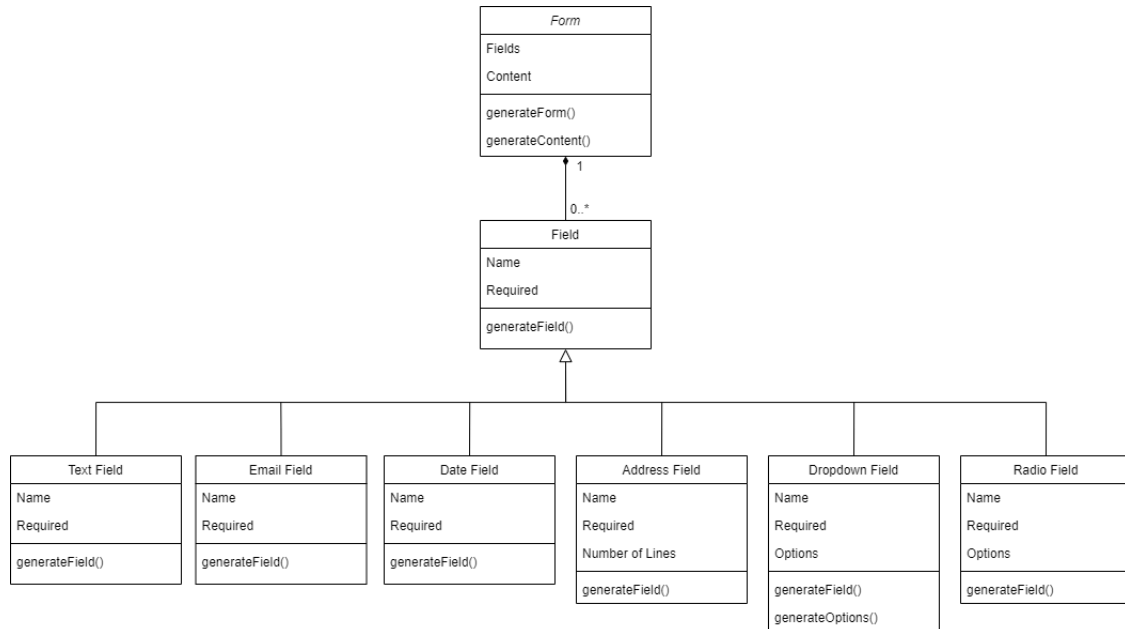 Form
Fields
Content
generateForm()
generateContent()
1
0..*
Field
Name
Required
generateField()
Text Field
Name
Required
generateField()
Email Field
Name
Required
generateField()
Date Field
Name
Required
generateField()
Address Field
Name
Required
Number of Lines
generateField()
Dropdown Field
Name
Required
Options
generateField()
generateOptions()
Radio Field
Name
Required
Options
generateField()